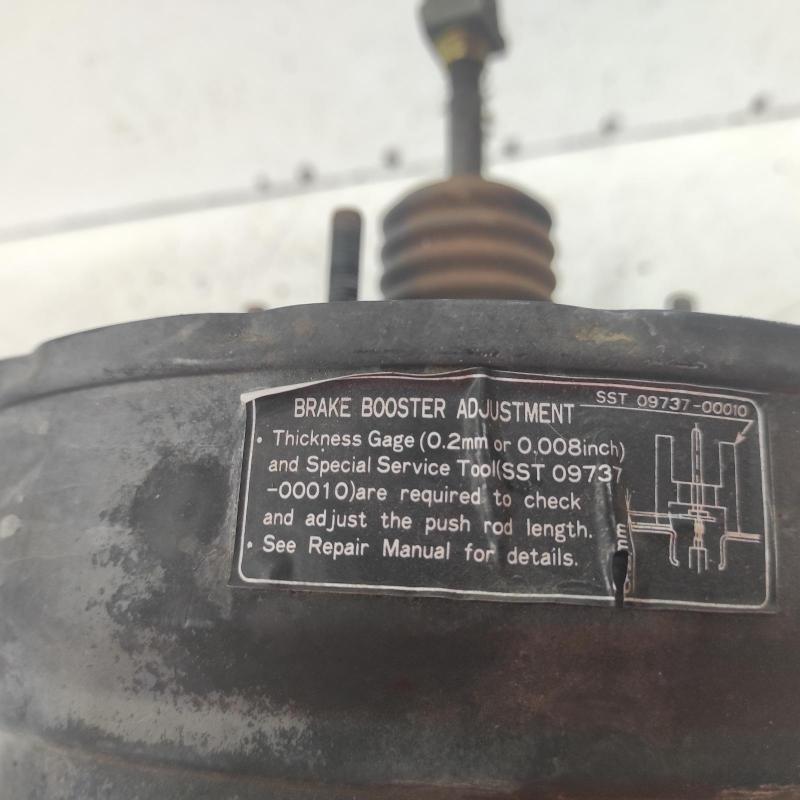 BRAKE BOOSTER ADJUSTMENT
SST 09737-00010
• Thickness Gage (0.2mm or 0.008inch)
and Special Service Tool(SST 09737
-00010)are required to check
and adjust the push rod length.
• See Repair Manual for details.